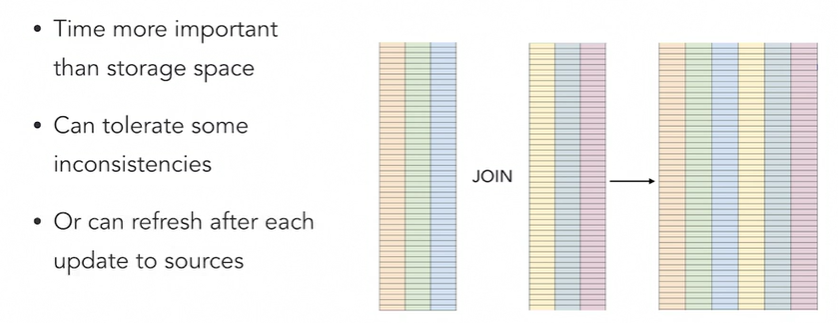 • Time more important
than storage space
• Can tolerate some
inconsistencies
• Or can refresh after each
update to sources
JOIN